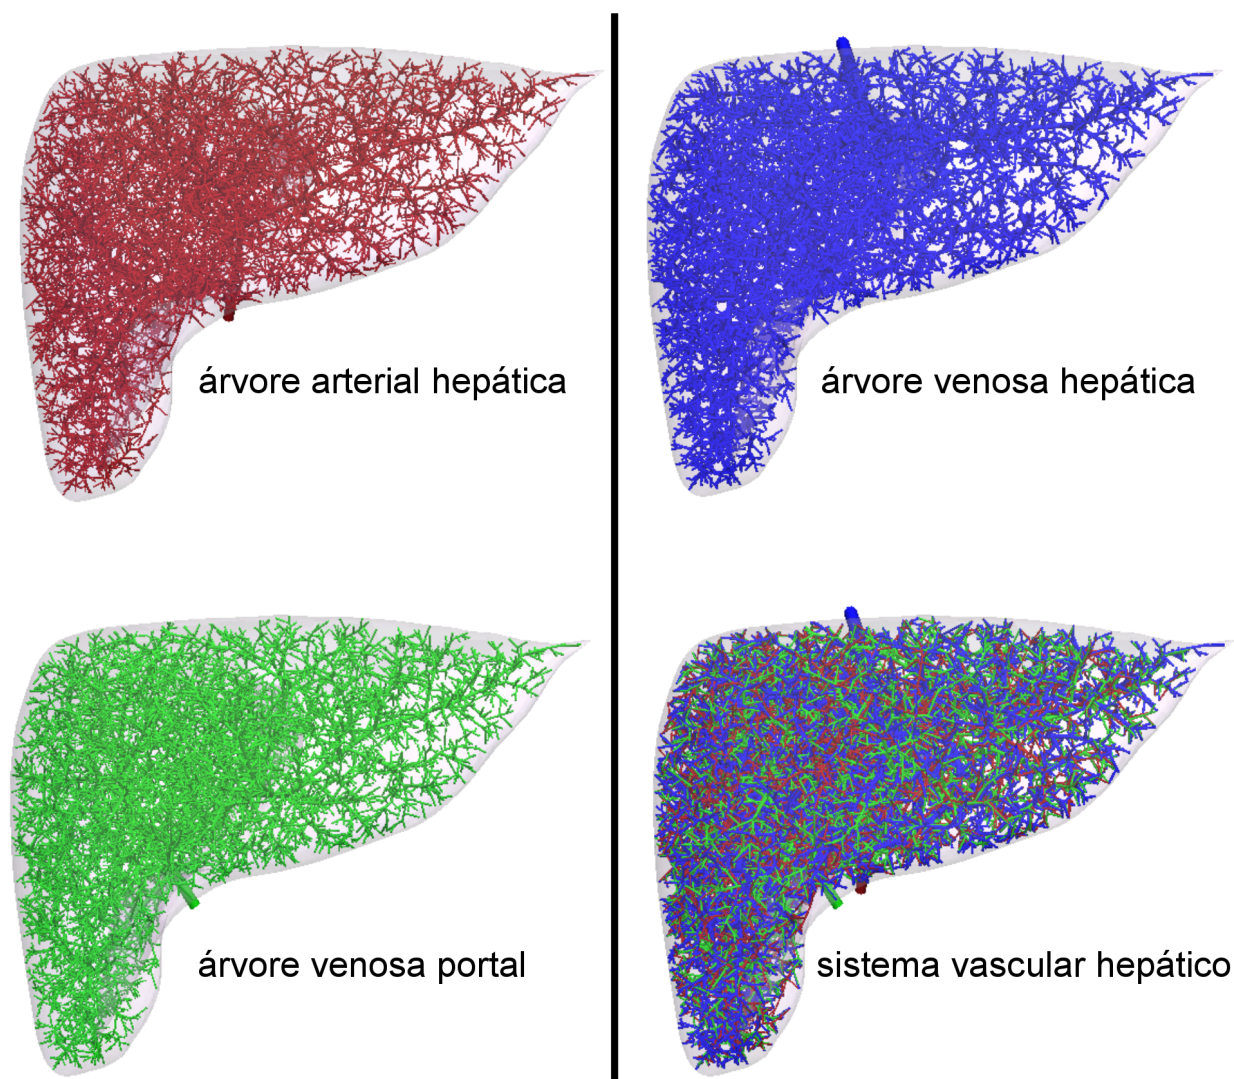 árvore arterial hepática
árvore venosa hepática
árvore venosa portal
sistema vascular hepático